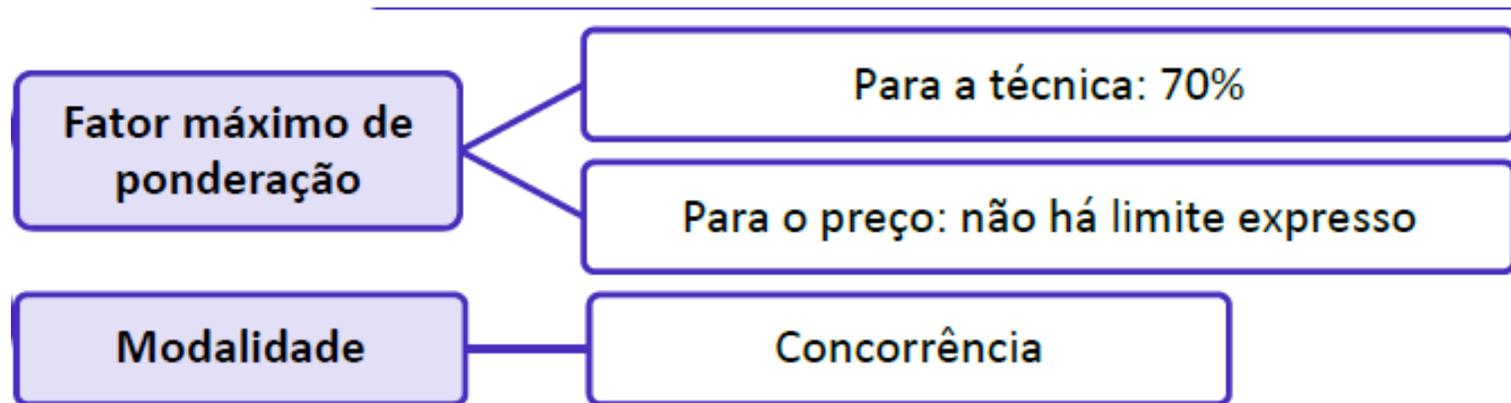 Fator máximo de
ponderação
Para a técnica: 70%
Para o preço: não há limite expresso
Modalidade
Concorrência